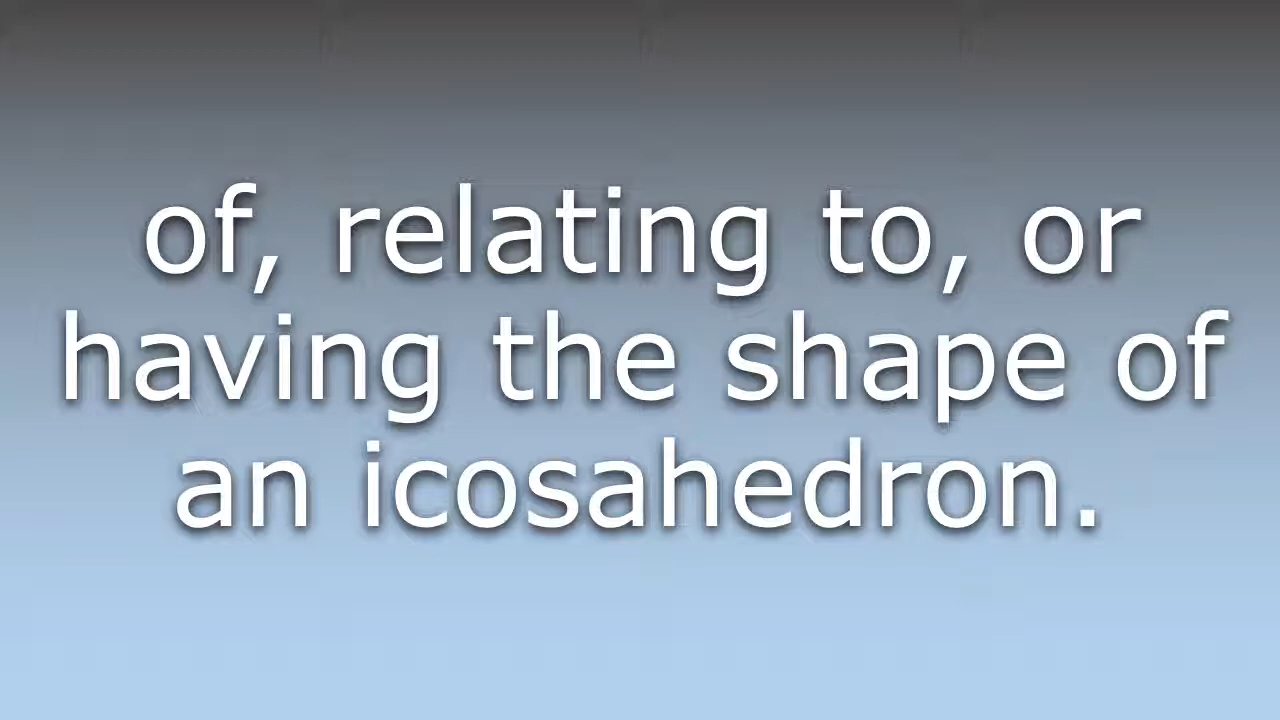 of, relating to, or
having the shape of
an icosahedron.